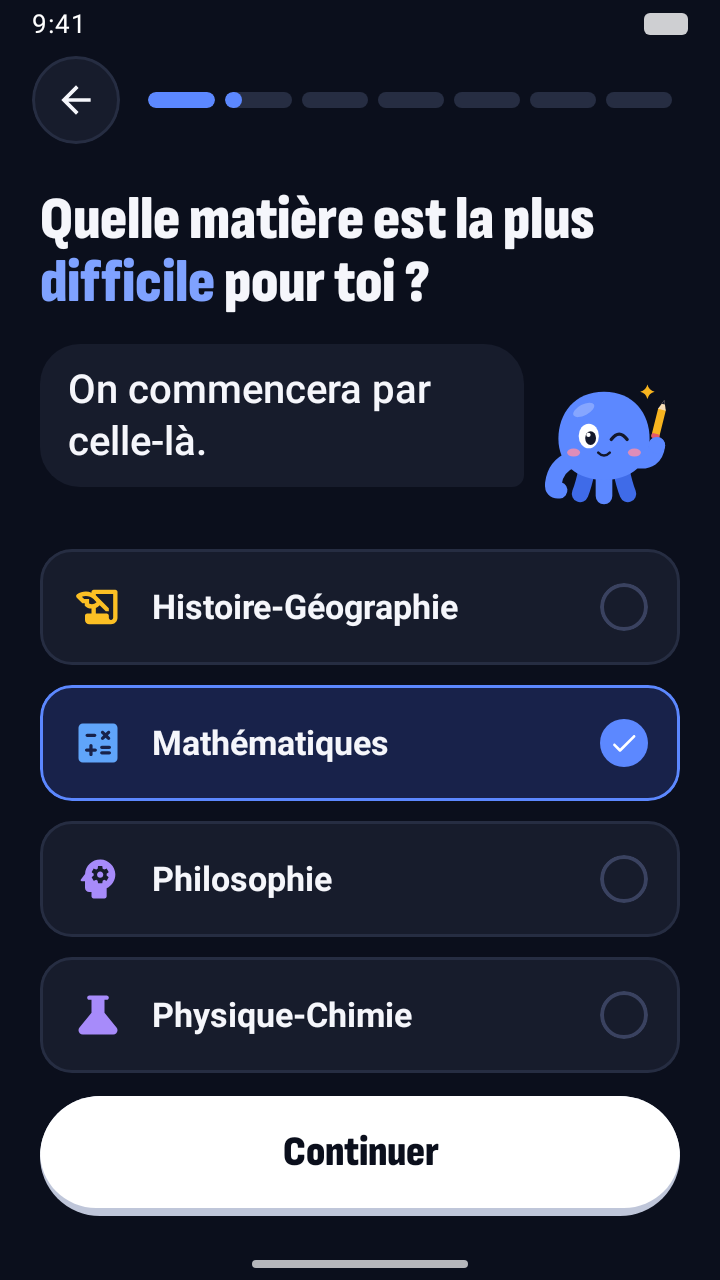 9:41
Quelle matière est la plus
difficile pour toi ?
On commencera par
celle-là.
Histoire-Géographie
Mathématiques
Philosophie
Physique-Chimie
Continuer